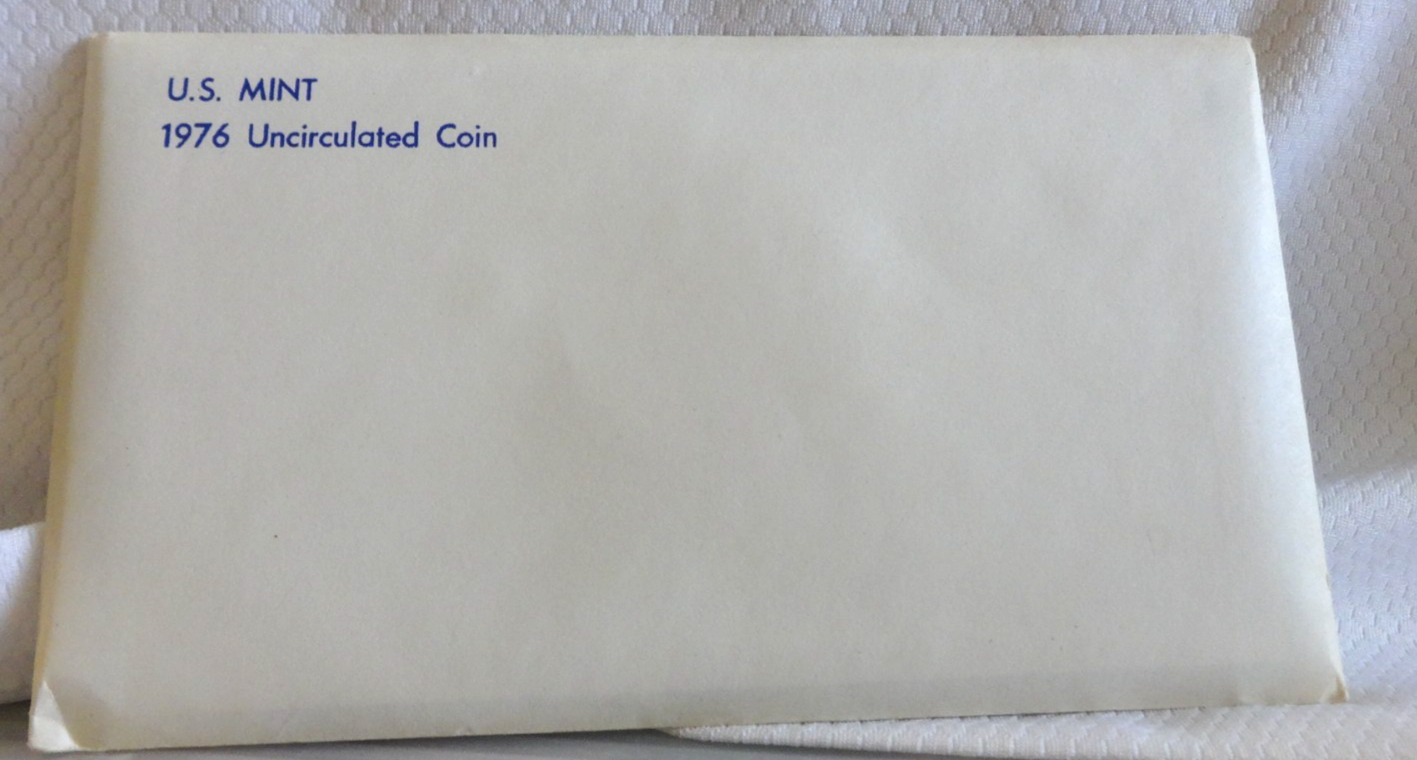 U.S. MINT
1976 Uncirculated Coin